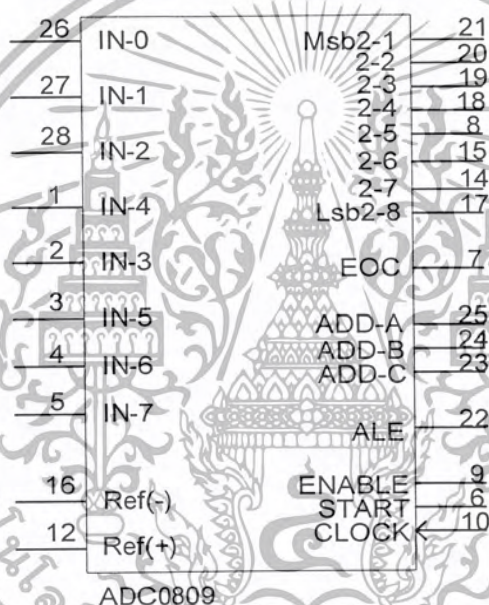 26 IN-0 Msb2-1 21
2-2 20
27 IN-1 2-3 19
2-4 18
28 IN-2 2-5 8
2-6 15
2-7 14
1 IN-4 Lsb2-8 17
2 IN-3 EOC 7
3 IN-5 ADD-A 25
ADD-B 24
4 IN-6 ADD-C 23
5 IN-7 ALE 22
16 Ref(-) ENABLE 9
START 6
12 Ref(+) CLOCK 10
ADC0809